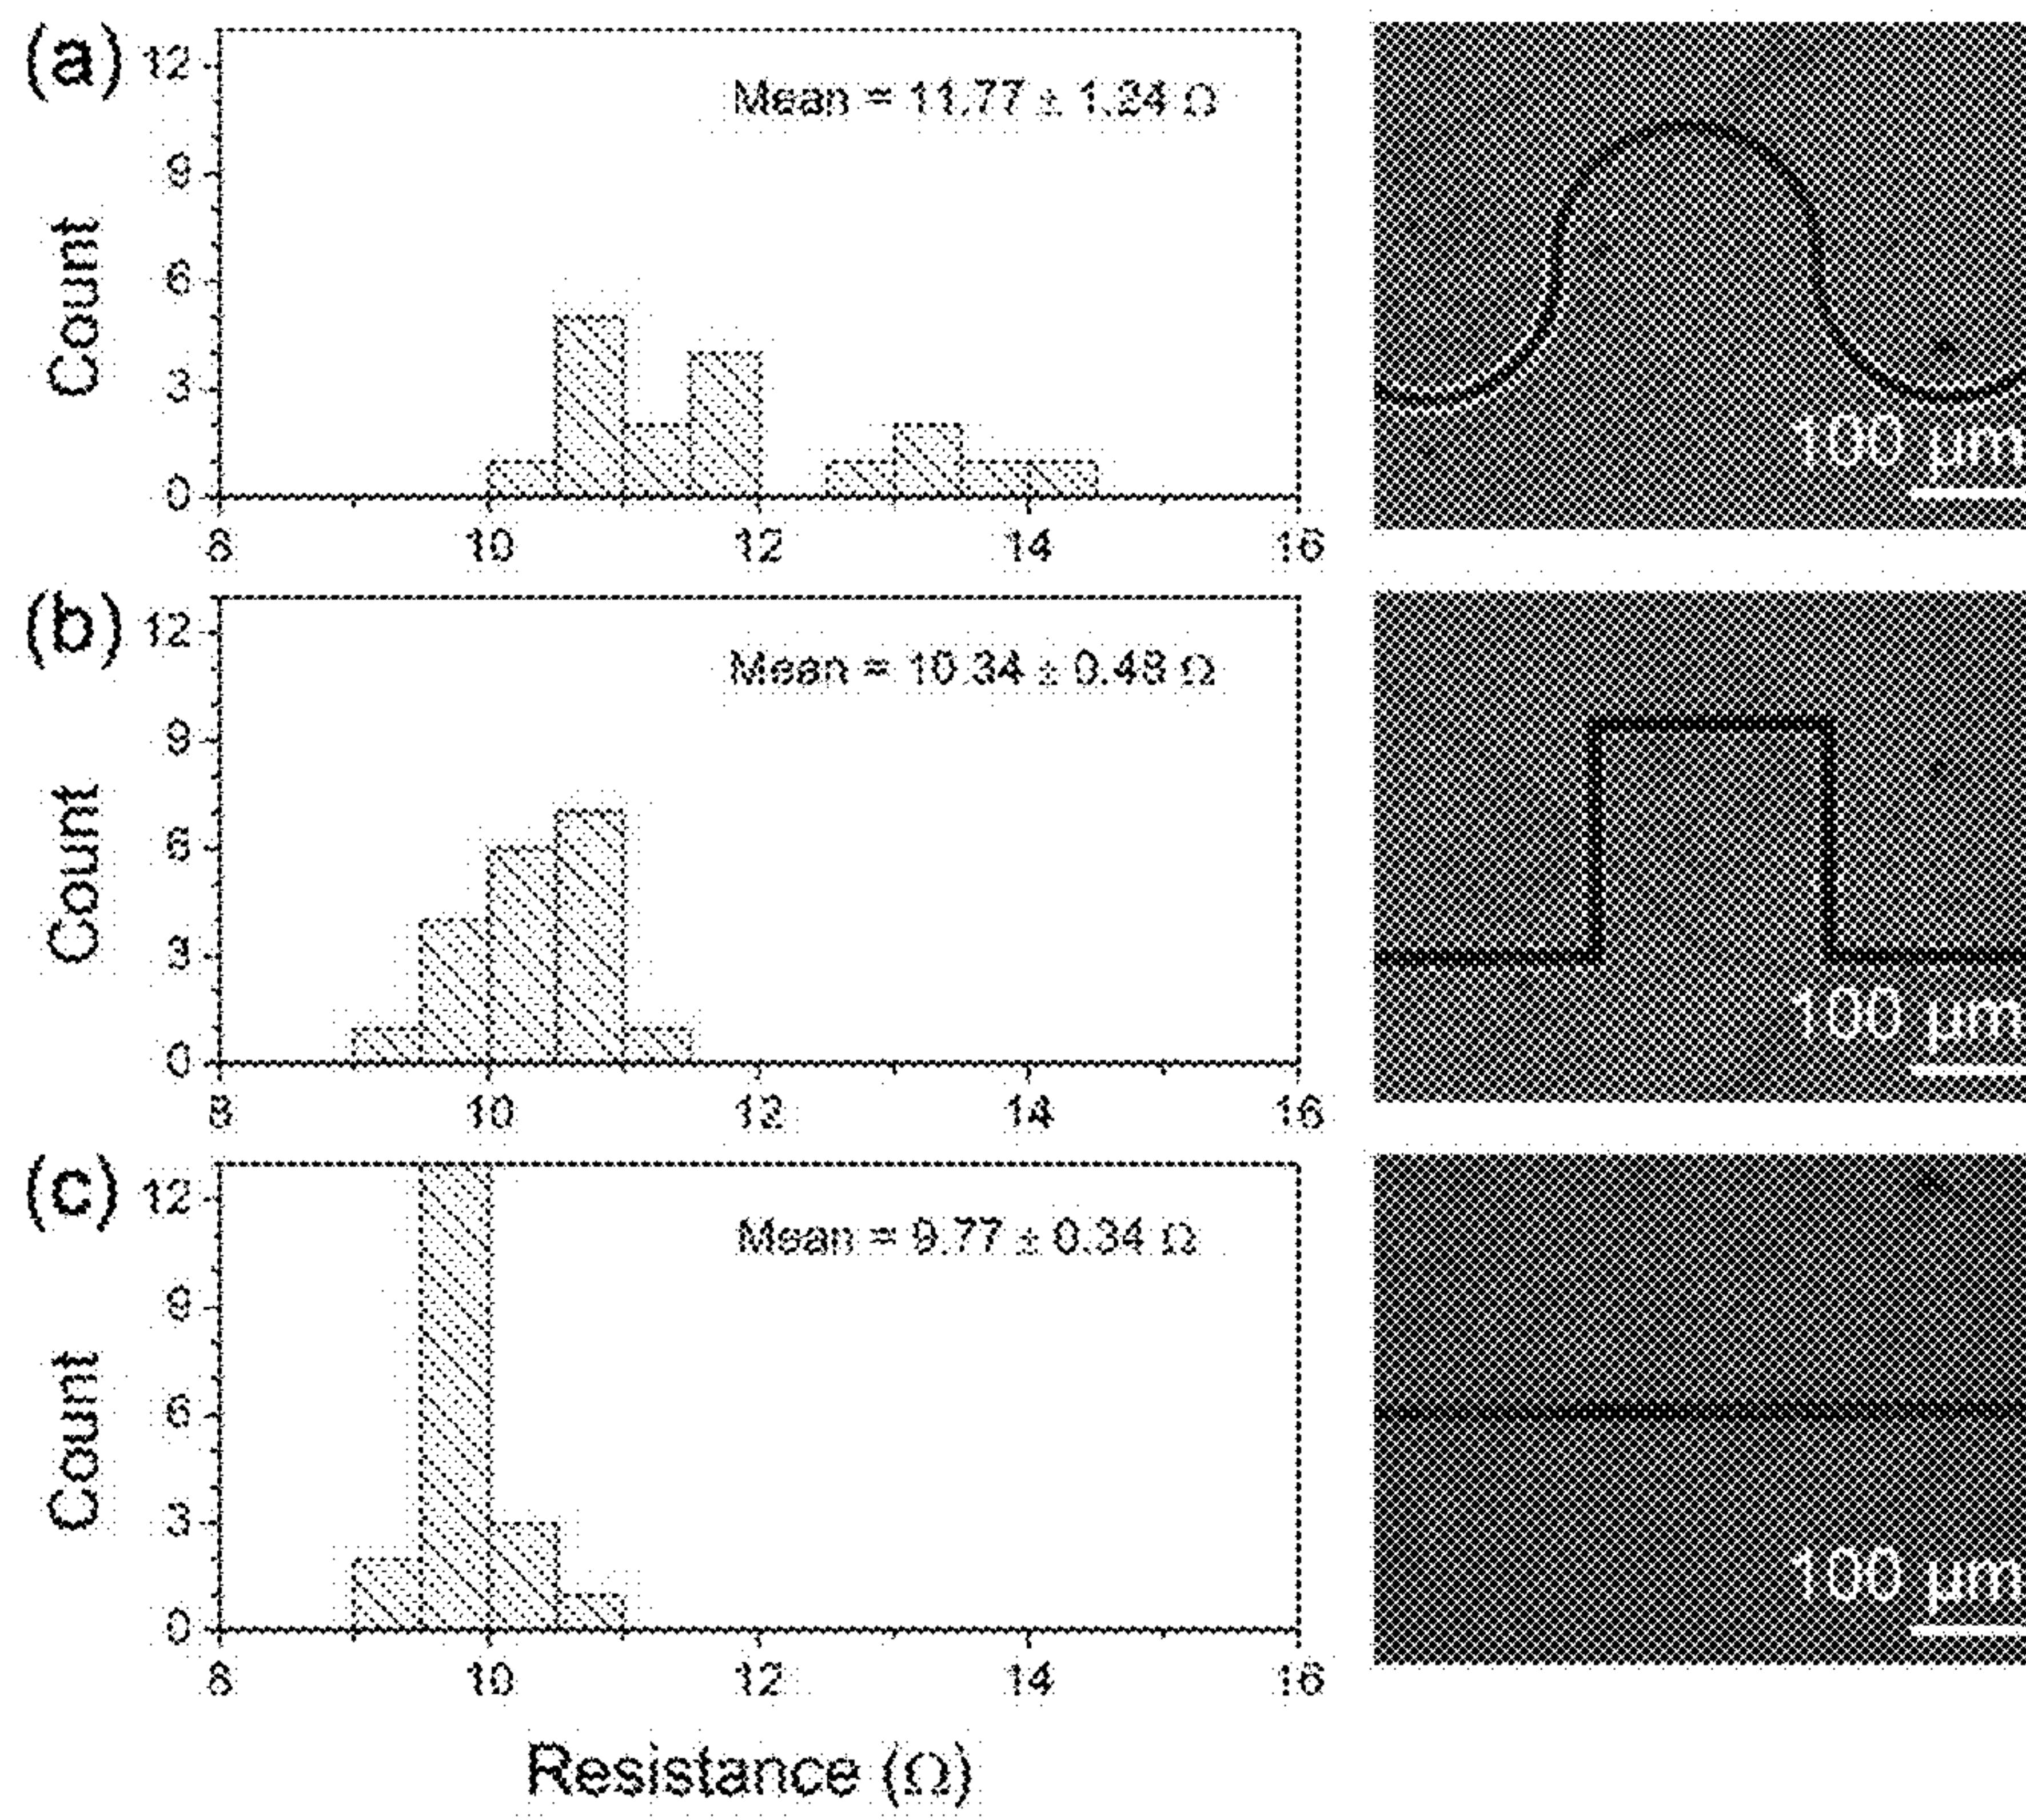 (a)
12
9
6
3
0
Count
Mean = 11.77 ± 1.24 Ω
8 10 12 14 16
100 µm
(b)
12
9
6
3
0
Count
Mean = 10.34 ± 0.48 Ω
8 10 12 14 16
100 µm
(c)
12
9
6
3
0
Count
Mean = 9.77 ± 0.34 Ω
8 10 12 14 16
100 µm
Resistance (Ω)